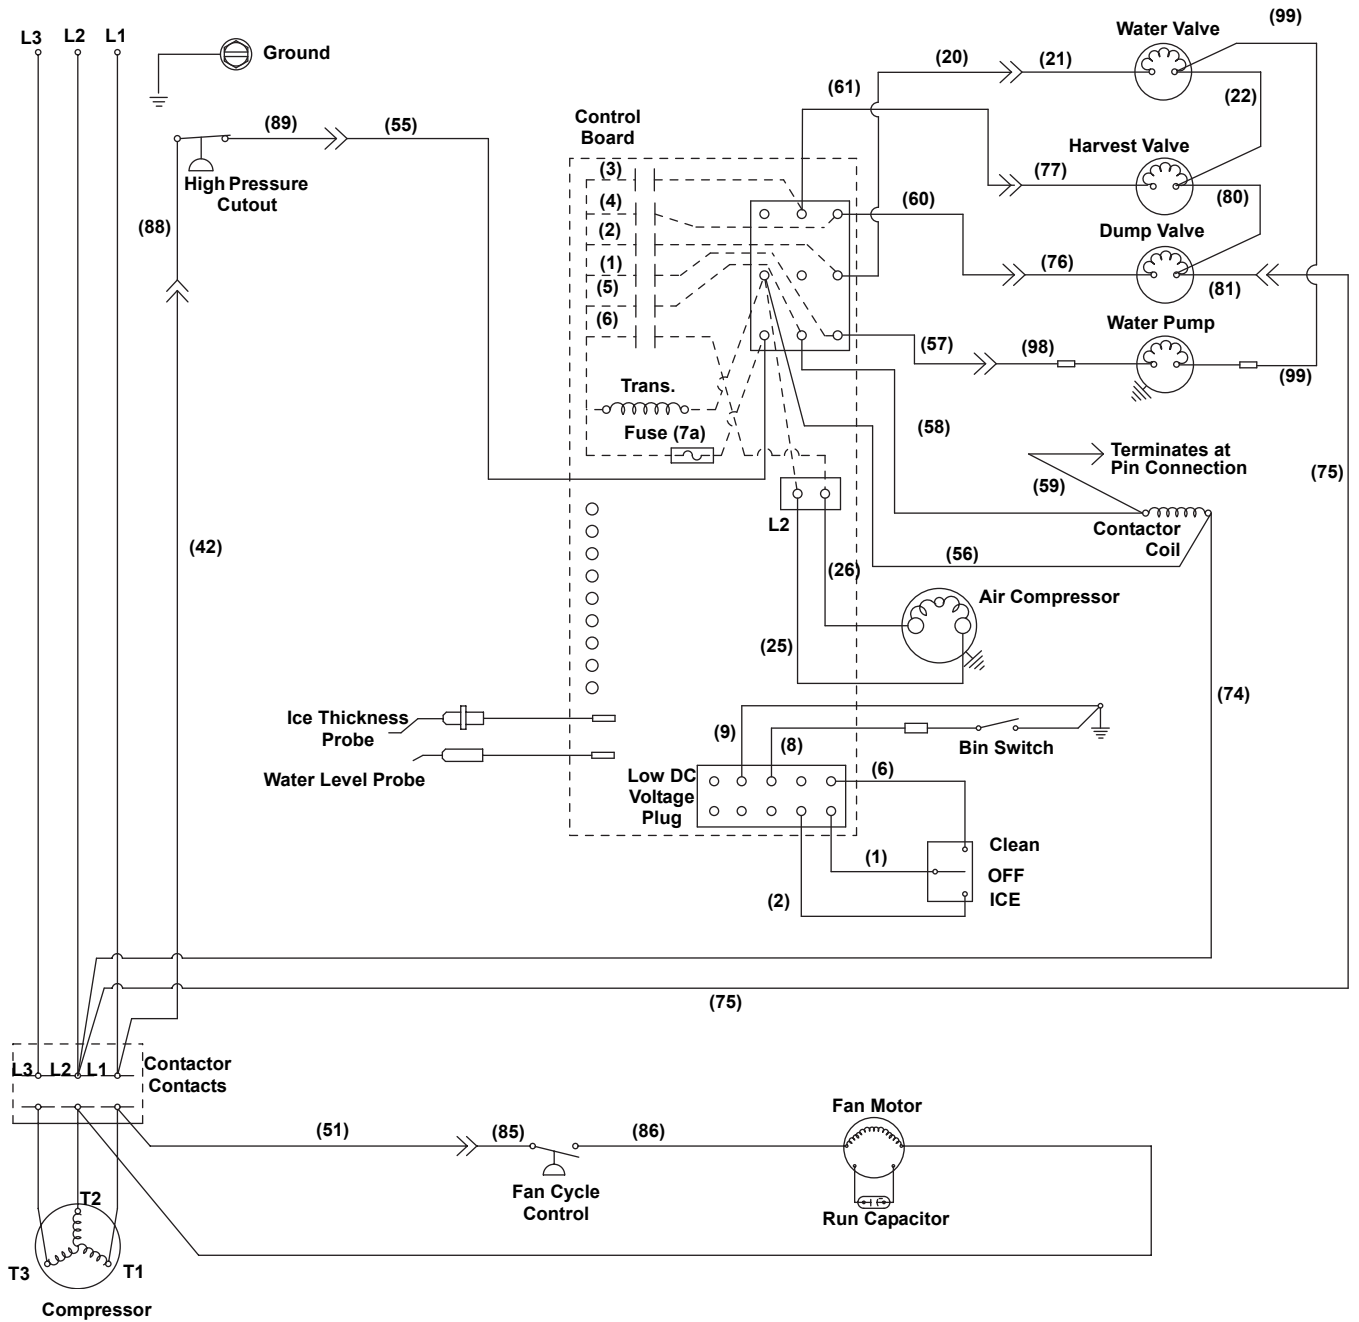 L3 L2 L1
Ground
Water Valve
(99)
(20)
(21)
(61)
(22)
(89)
(55)
Control
Board
High Pressure
Cutout
(88)
Harvest Valve
(77)
(80)
(3)
(4)
(2)
(1)
(5)
(6)
(60)
Dump Valve
(76)
(81)
Water Pump
(57)
(98)
(99)
Trans.
Fuse (7a)
(58)
Terminates at
Pin Connection
(59)
(75)
L2
Contactor
Coil
(42)
(56)
(26)
Air Compressor
(25)
(74)
Ice Thickness
Probe
Water Level Probe
(9)
(8)
Bin Switch
Low DC
Voltage
Plug
(6)
Clean
(1)
OFF
ICE
(2)
(75)
L3 L2 L1
Contactor
Contacts
(51)
(85)
(86)
Fan Motor
Fan Cycle
Control
Run Capacitor
T2
T3
T1
Compressor